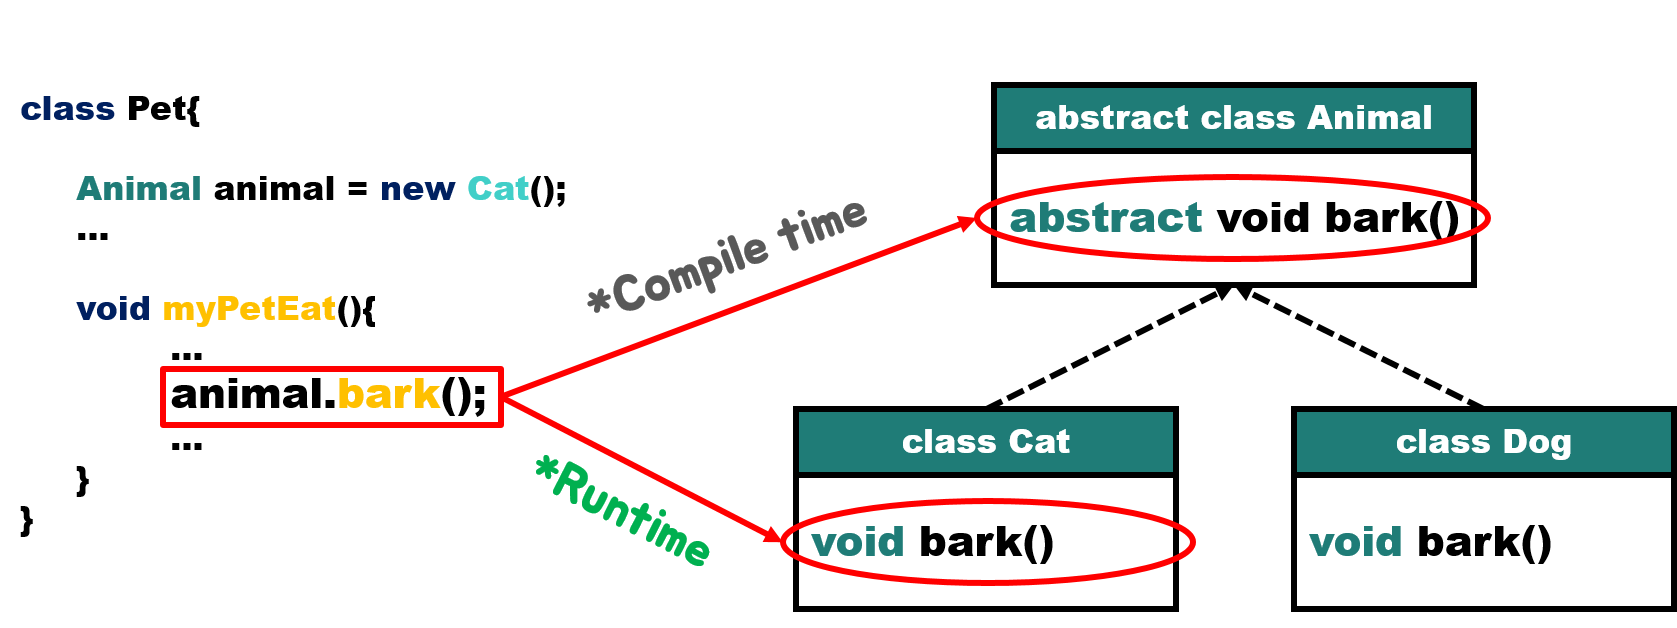 class Pet{
Animal animal = new Cat();
...
void myPetEat(){
...
animal.bark();
...
}
}
*Compile time
*Runtime
abstract class Animal
abstract void bark()
class Cat
void bark()
class Dog
void bark()